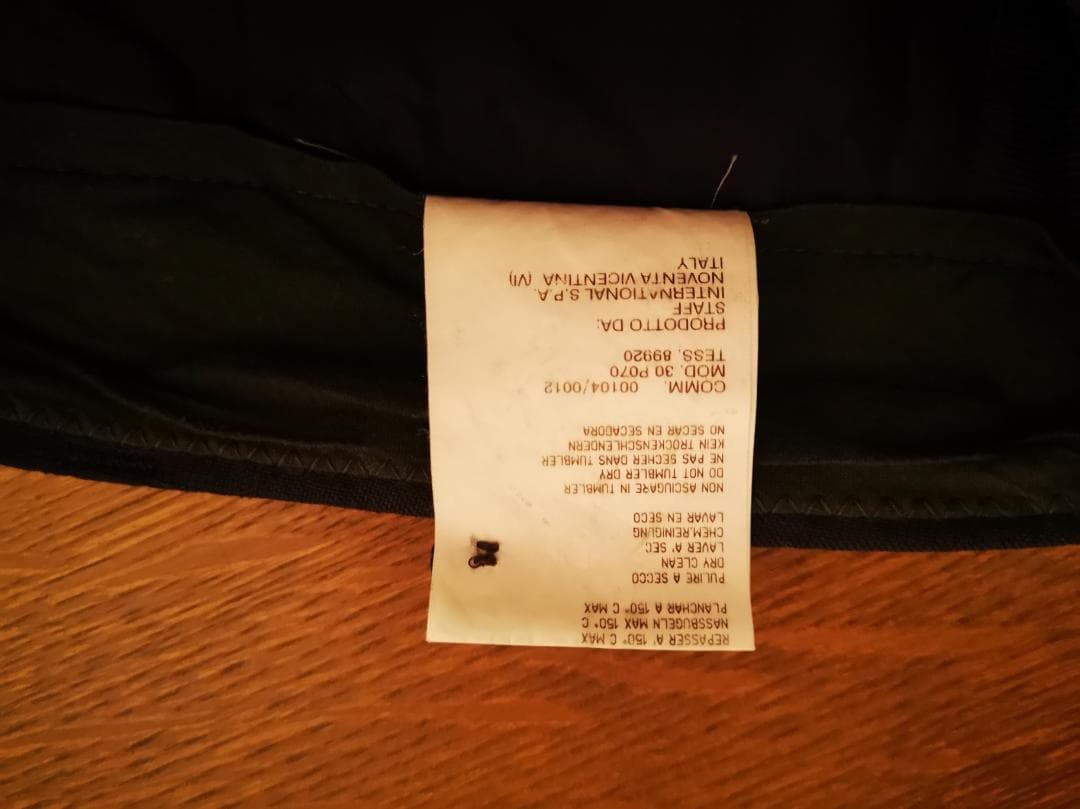 REPASSER A' 150° C MAX
NASSBUGELN MAX 150° C
PLANCHAR A 150° C MAX
PULIRE A SECCO
DRY CLEAN
LAVER A' SEC
CHEM.REINIGUNG
LAVAR EN SECO
NON ASCIUGARE IN TUMBLER
DO NOT TUMBLER DRY
NE PAS SECHER DANS TUMBLER
KEIN TROCKENSCHLENDERN
NO SECAR EN SECADORA
COMM. 00104/0012
MOD. 30 P070
TESS. 89920
PRODOTTO DA:
STAFF
INTERNATIONAL S.P.A.
NOVENTA VICENTINA (VI)
ITALY